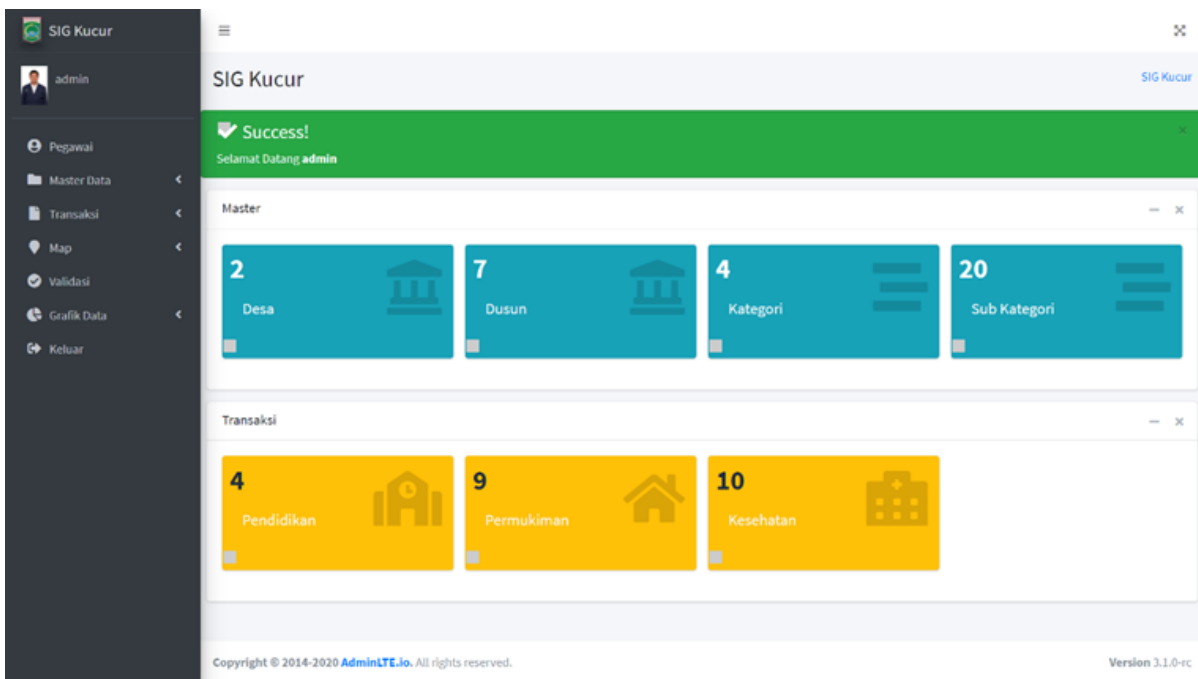 SIG Kucur
admin
Pegawai
Master Data
Transaksi
Map
Validasi
Grafik Data
Keluar
SIG Kucur
SIG Kucur
Success!
Selamat Datang admin
Master
2
Desa
7
Dusun
4
Kategori
20
Sub Kategori
Transaksi
4
Pendidikan
9
Permukiman
10
Kesehatan
Copyright © 2014-2020 AdminLTE.io. All rights reserved.
Version 3.1.0-rc